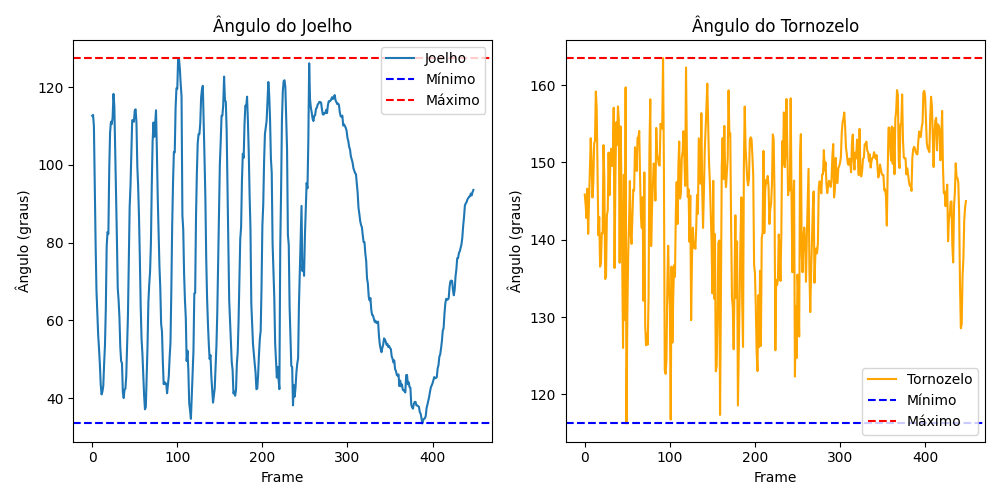 Ângulo do Joelho
Ângulo (graus)
120
100
80
60
40
0
100
200
300
400
Frame
Joelho
Mínimo
Máximo
Ângulo do Tornozelo
Ângulo (graus)
160
150
140
130
120
0
100
200
300
400
Frame
Tornozelo
Mínimo
Máximo